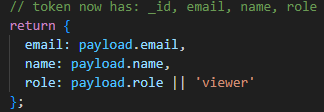 // token now has: _id, email, name, role
return {
email: payload.email,
name: payload.name,
role: payload.role || 'viewer'
};